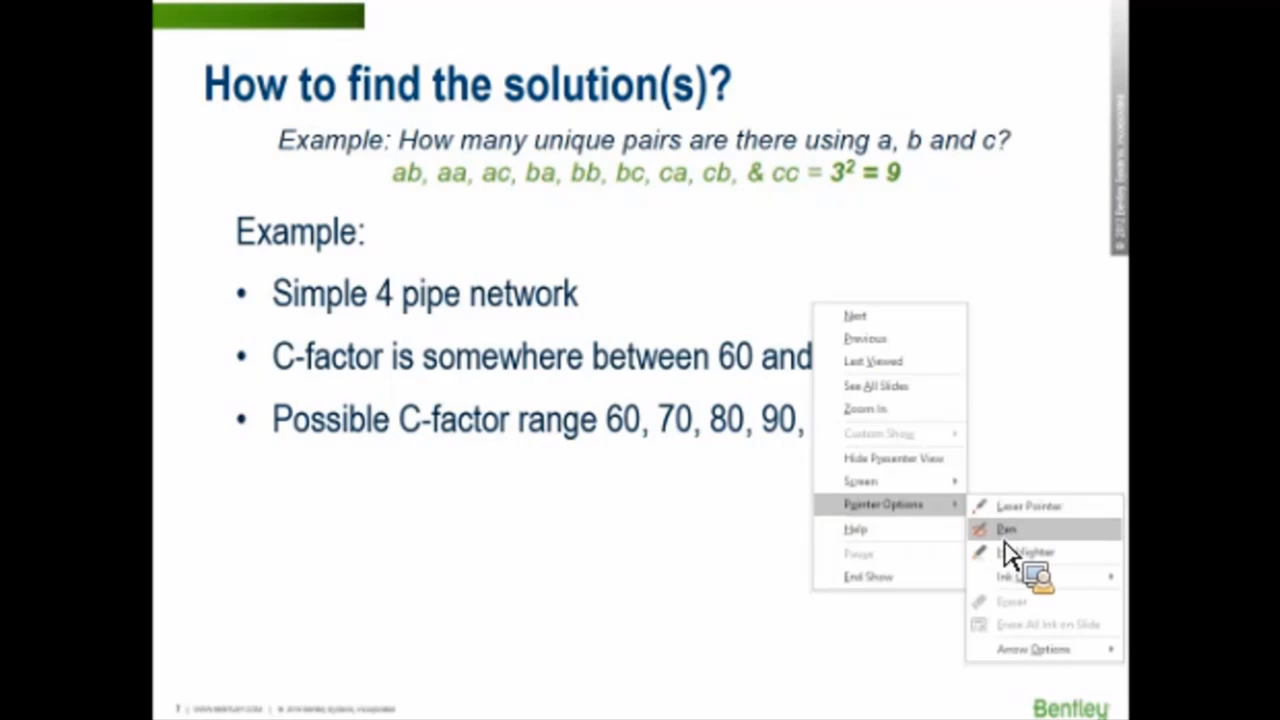 How to find the solution(s)?
Example: How many unique pairs are there using a, b and c?
ab, aa, ac, ba, bb, bc, ca, cb, & cc = 3² = 9
Example:
• Simple 4 pipe network
• C-factor is somewhere between 60 and
• Possible C-factor range 60, 70, 80, 90,
Next
Previous
Last Viewed
See All Slides
Zoom In
Custom Show
Hide Presenter View
Screen
Pointer Options
Help
Pause
End Show
Laser Pointer
Pen
Ink
Eraser
Erase All Ink on Slide
Arrow Options
WWW.BENTLEY.COM
Bentley